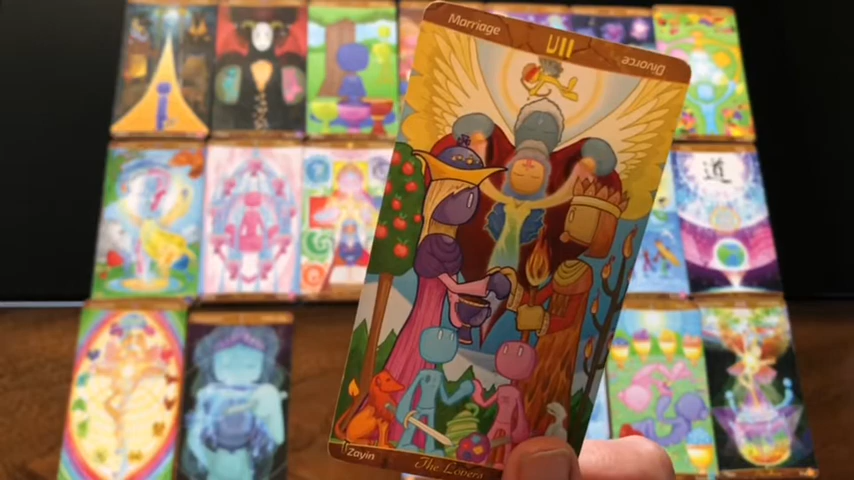 Marriage
VII
Divorce
道
Zayin
The Lovers